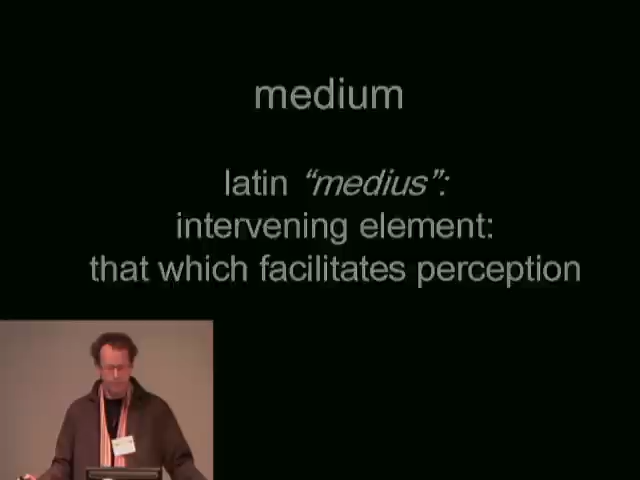 medium
latin “medius”:
intervening element:
that which facilitates perception